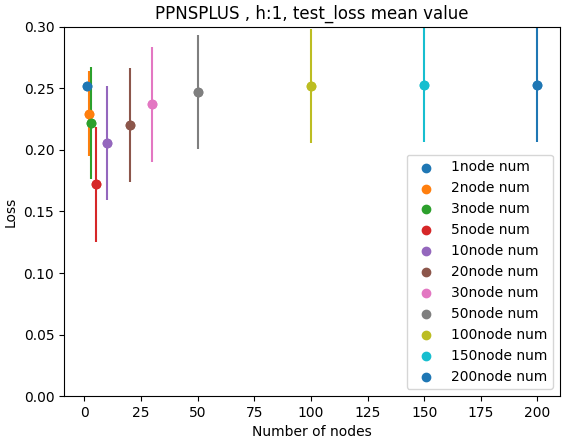 PPNSPLUS , h:1, test_loss mean value
0.30
0.25
0.20
0.15
0.10
0.05
0.00
Loss
0
25
50
75
100
125
150
175
200
Number of nodes
1node num
2node num
3node num
5node num
10node num
20node num
30node num
50node num
100node num
150node num
200node num